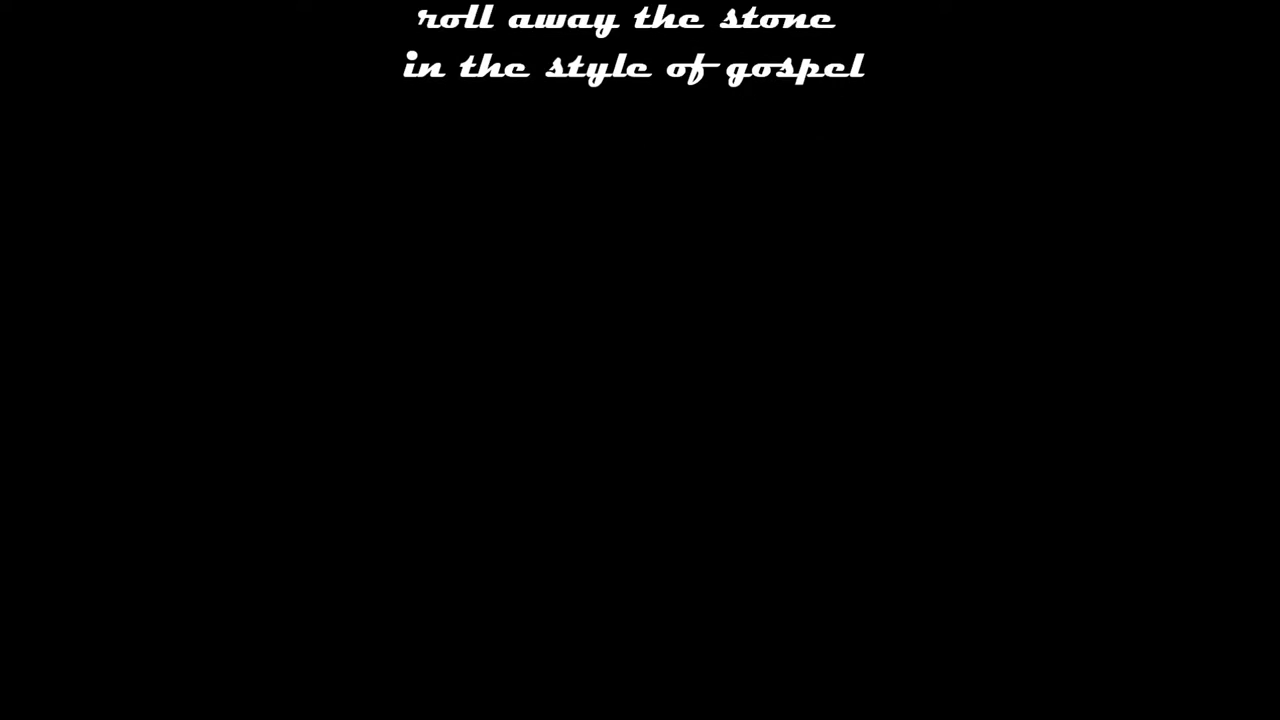 roll away the stone
in the style of gospel